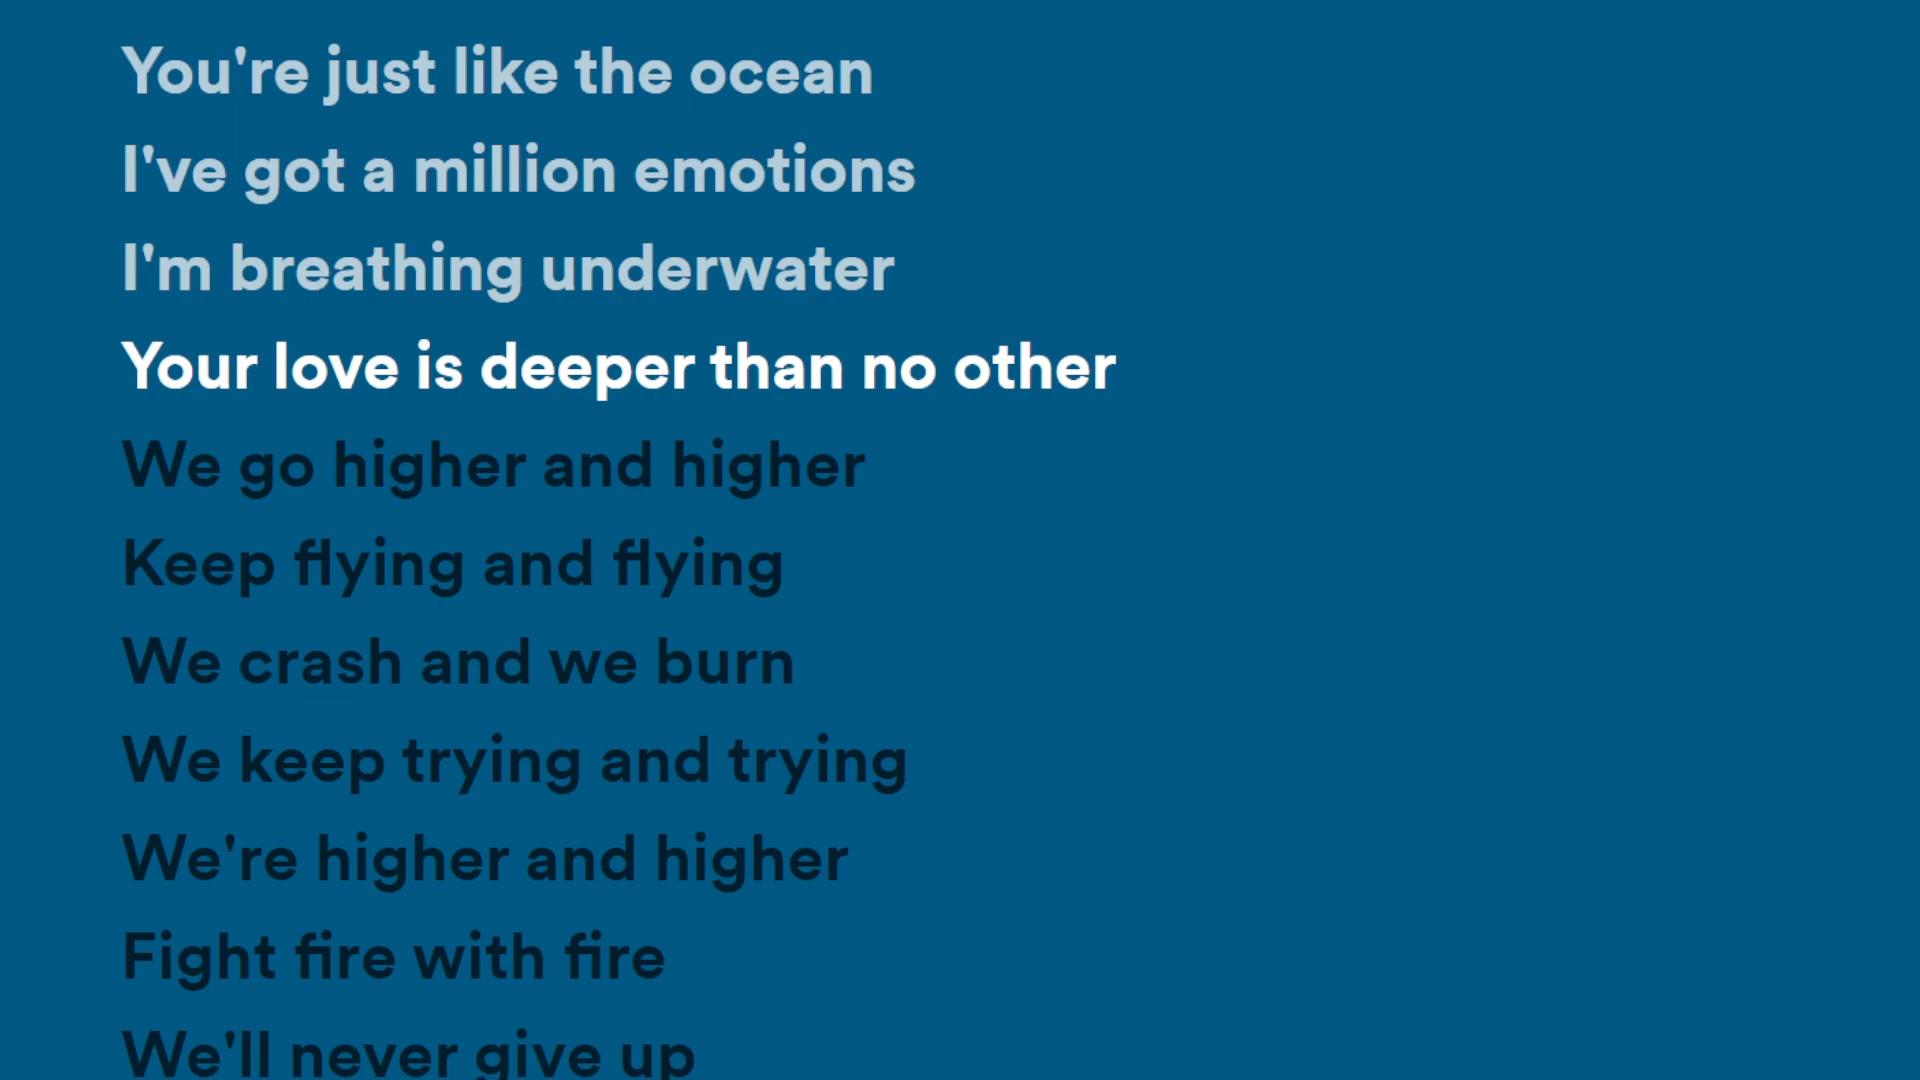 You're just like the ocean
I've got a million emotions
I'm breathing underwater
Your love is deeper than no other
We go higher and higher
Keep flying and flying
We crash and we burn
We keep trying and trying
We're higher and higher
Fight fire with fire
We'll never give up